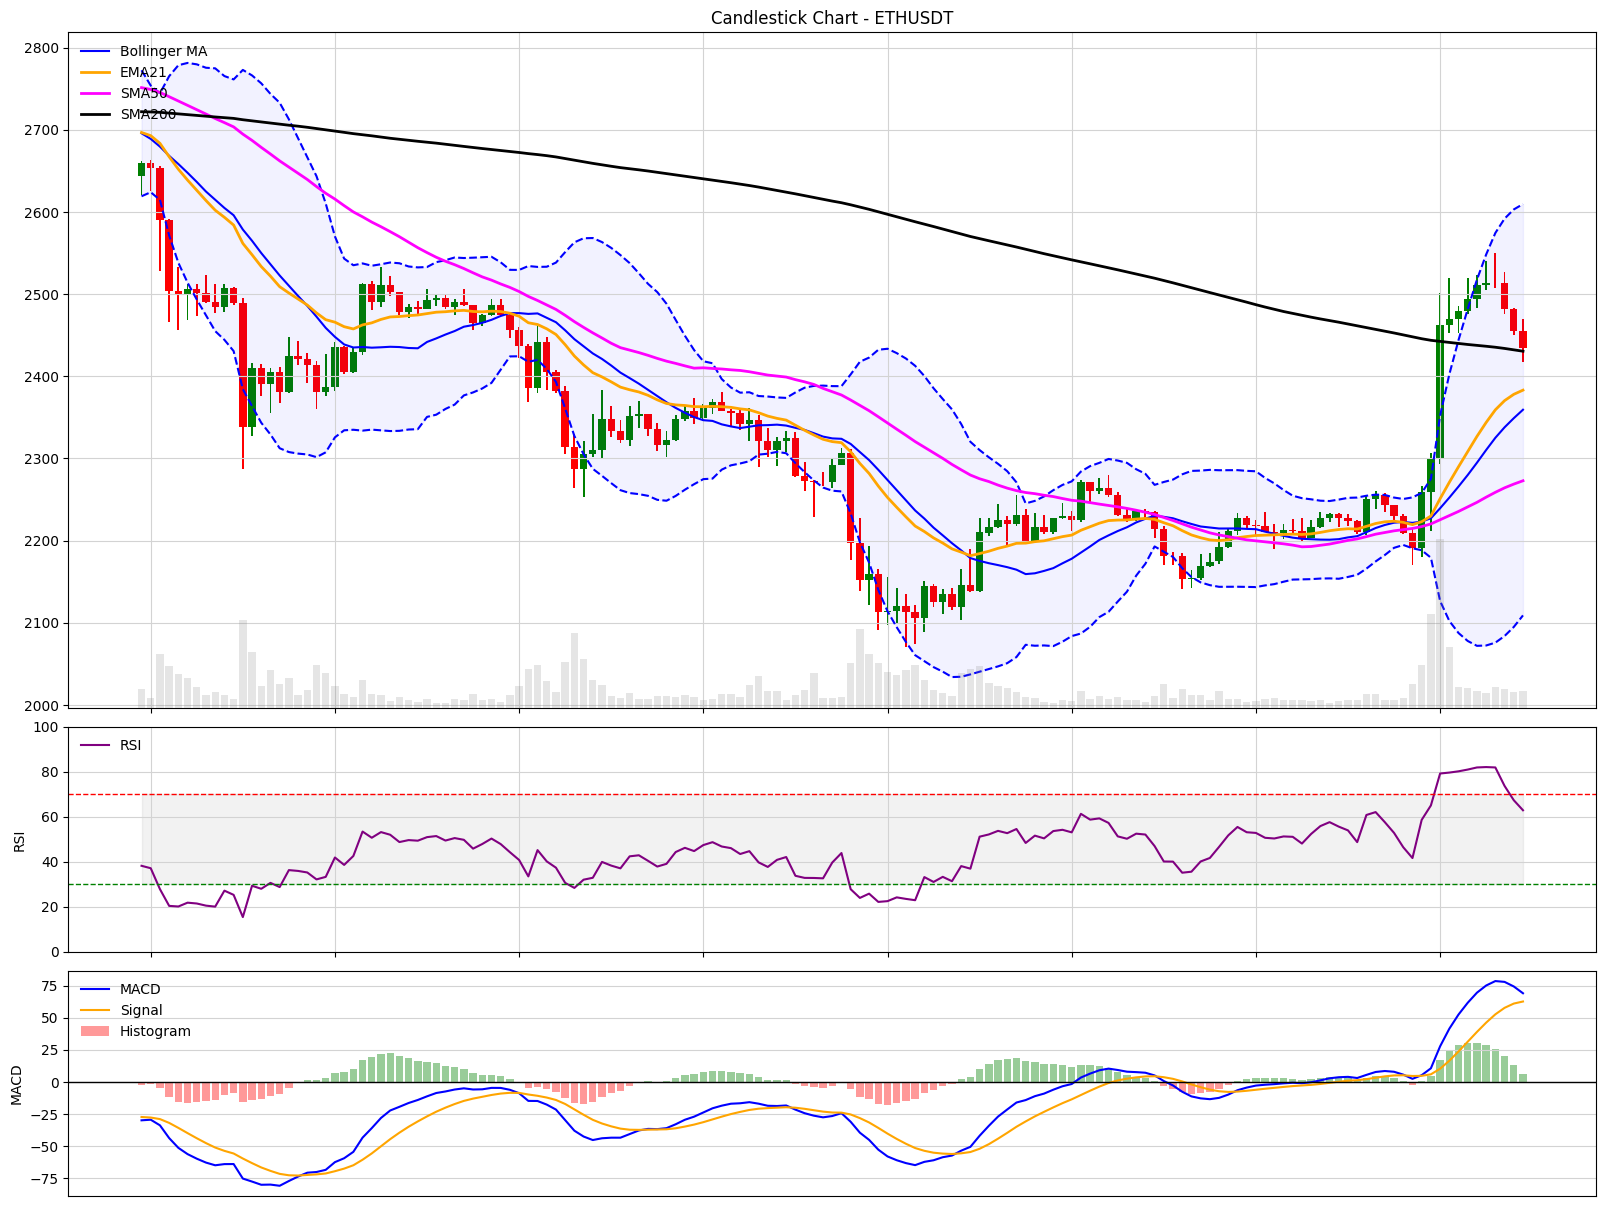 Candlestick Chart - ETHUSDT
2800
2700
2600
2500
2400
2300
2200
2100
2000
Bollinger MA
EMA21
SMA50
SMA200
100
80
60
40
20
0
RSI
RSI
75
50
25
0
−25
−50
−75
MACD
MACD
Signal
Histogram